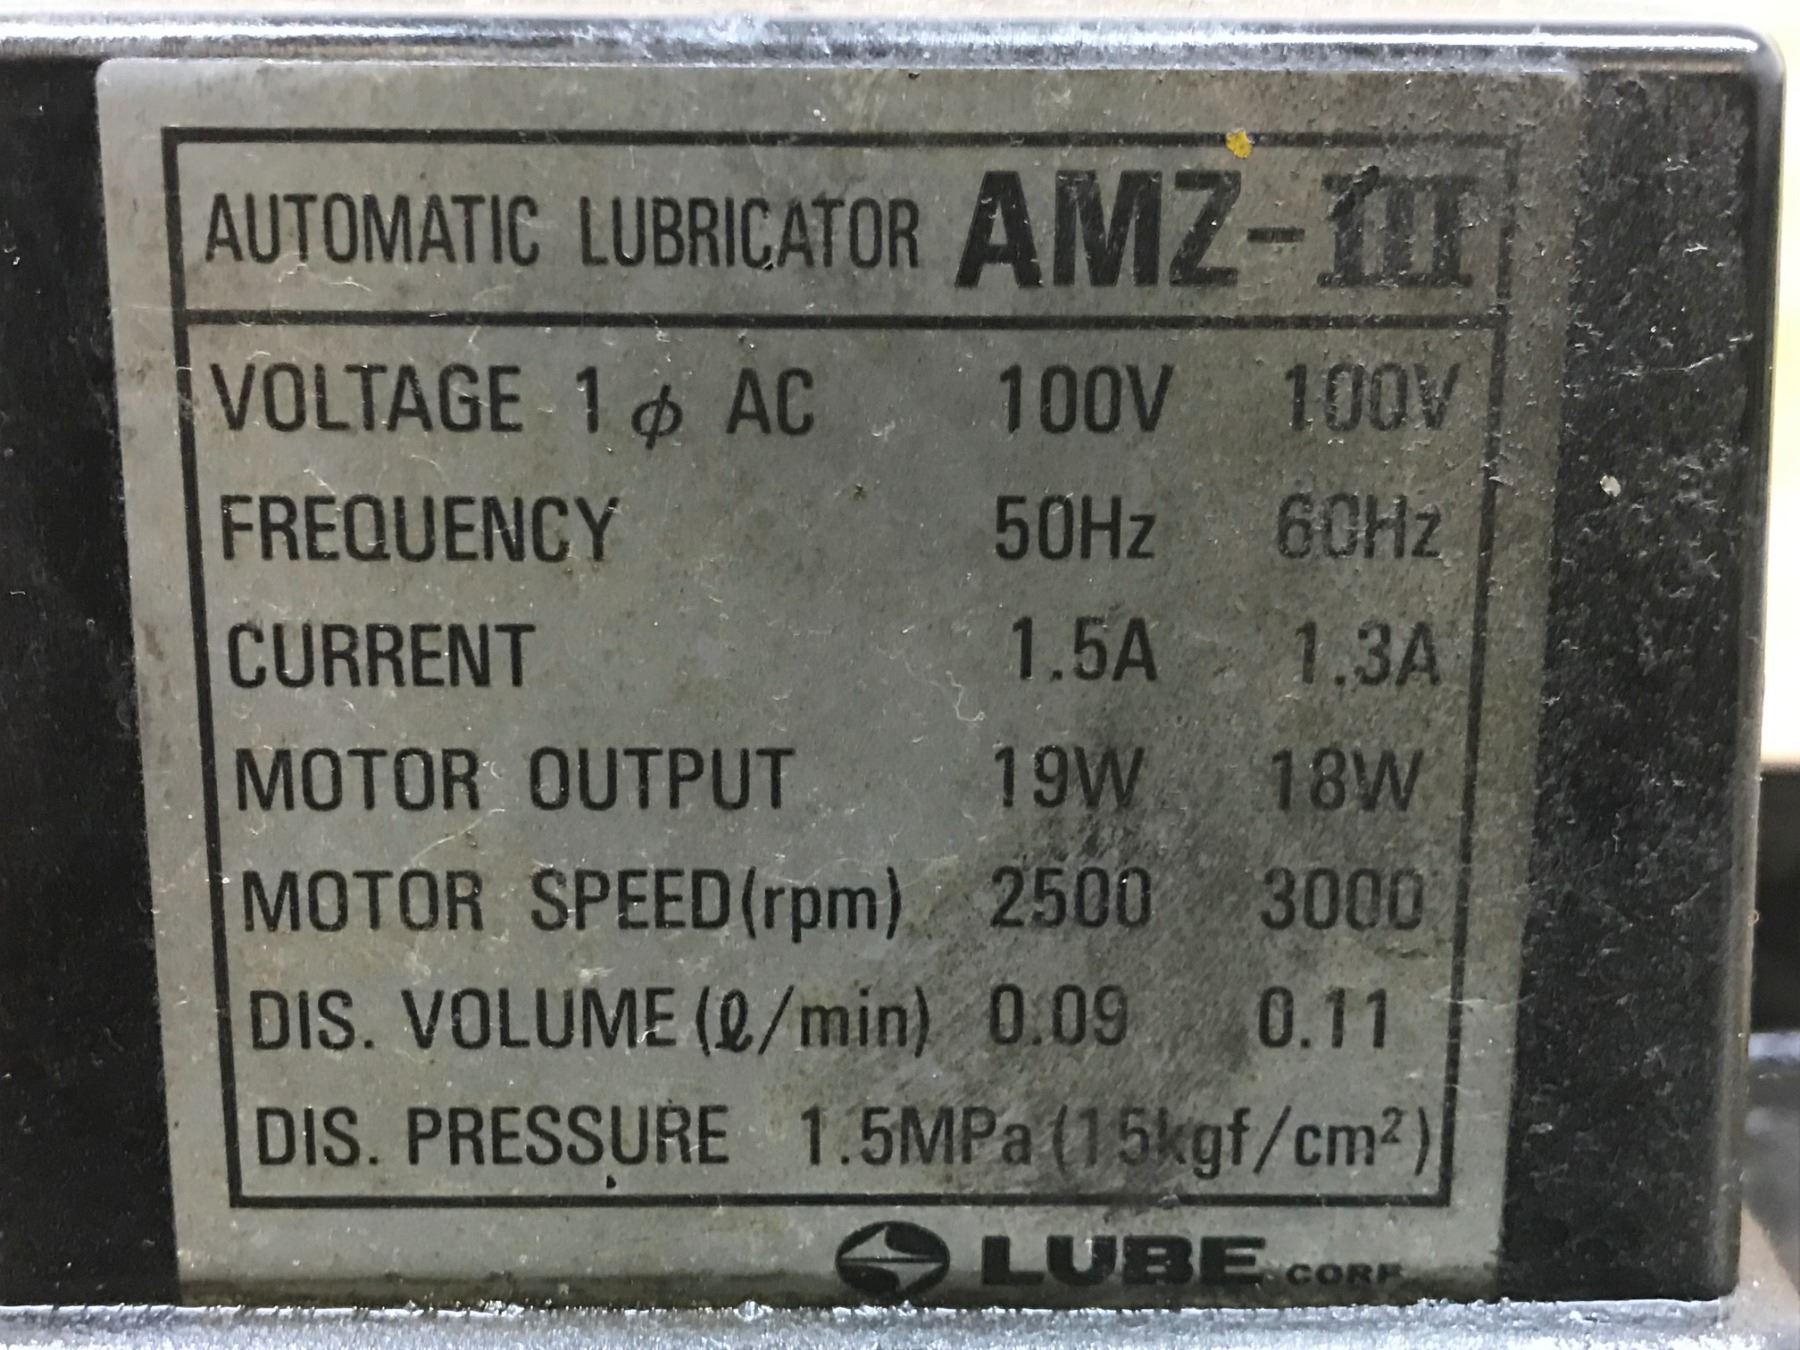 AUTOMATIC LUBRICATOR AMZ-III
VOLTAGE 1φ AC 100V 100V
FREQUENCY 50Hz 60Hz
CURRENT 1.5A 1.3A
MOTOR OUTPUT 19W 18W
MOTOR SPEED(rpm) 2500 3000
DIS. VOLUME(ℓ/min) 0.09 0.11
DIS. PRESSURE 1.5MPa (15kgf/cm²)
LUBE CORP.